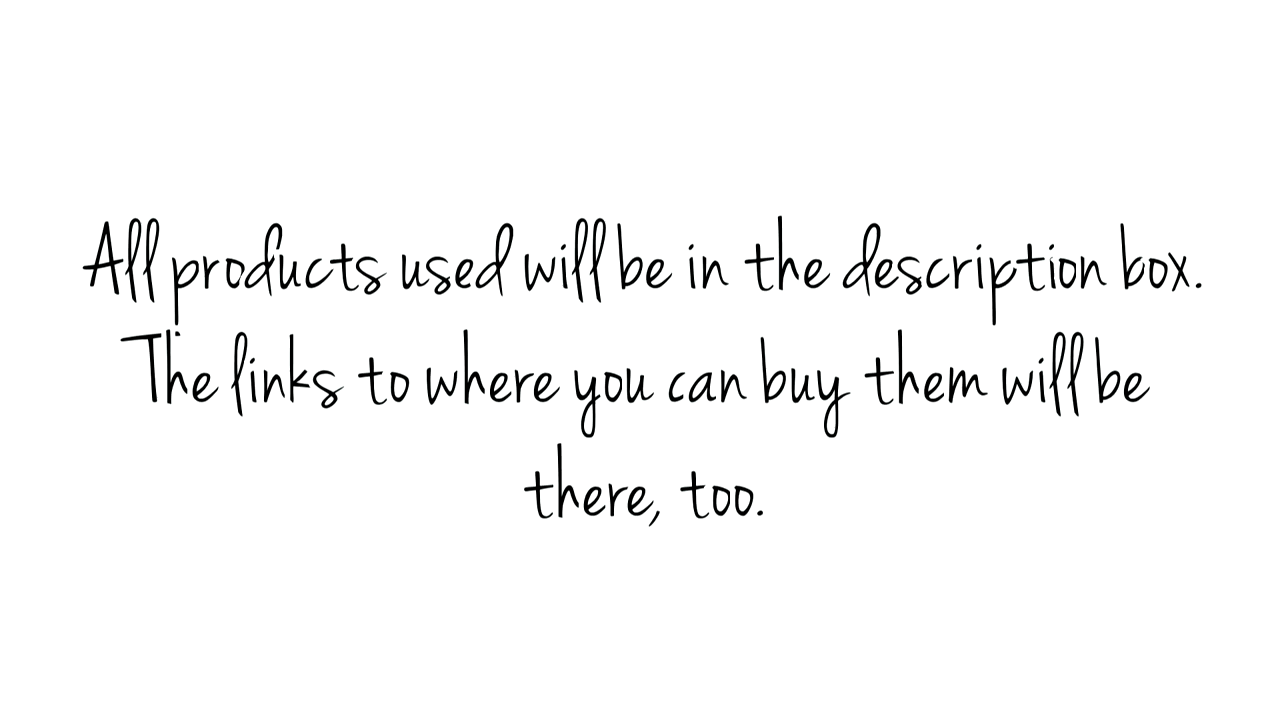 All products used will be in the description box.
The links to where you can buy them will be
there, too.